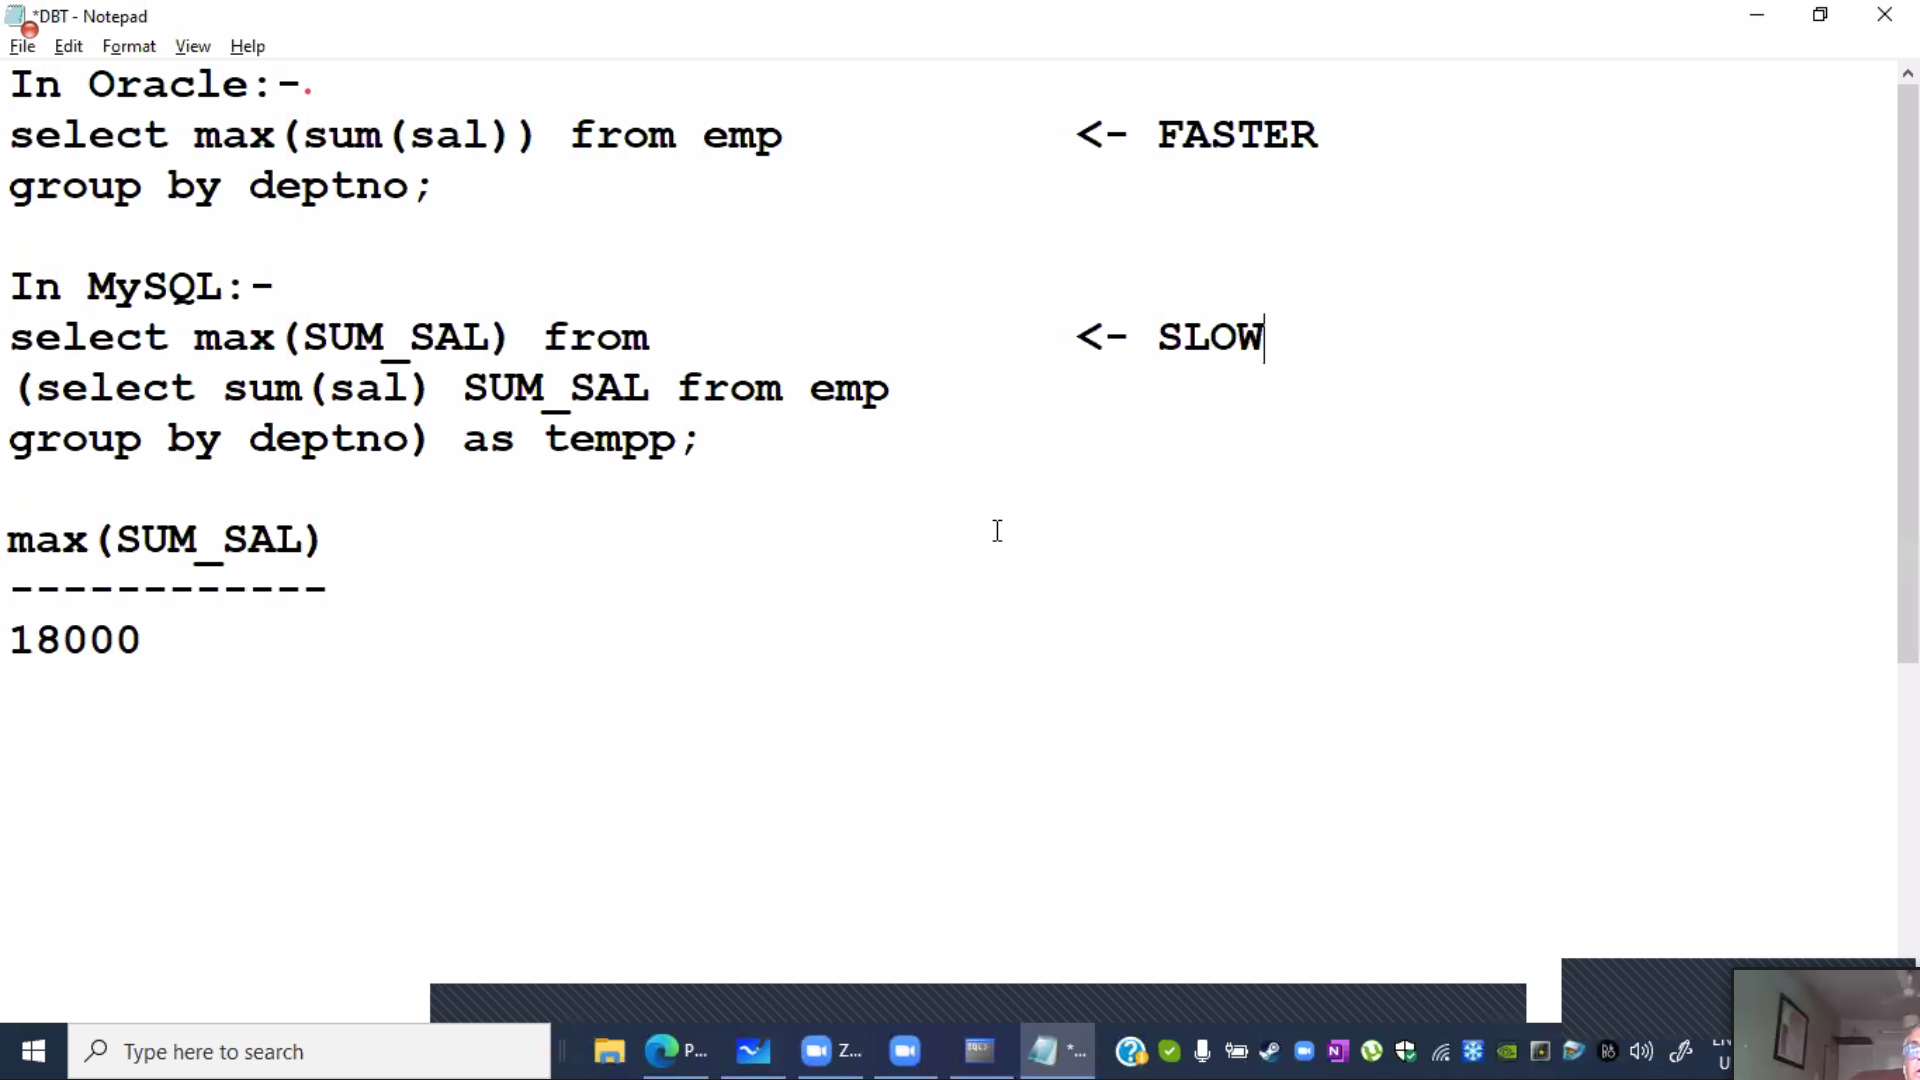 *DBT - Notepad
File Edit Format View Help
In Oracle:-
select max(sum(sal)) from emp <- FASTER
group by deptno;
In MySQL:-
select max(SUM_SAL) from <- SLOW
(select sum(sal) SUM_SAL from emp
group by deptno) as tempp;
max(SUM_SAL)
------------
18000
Type here to search P... Z... *...